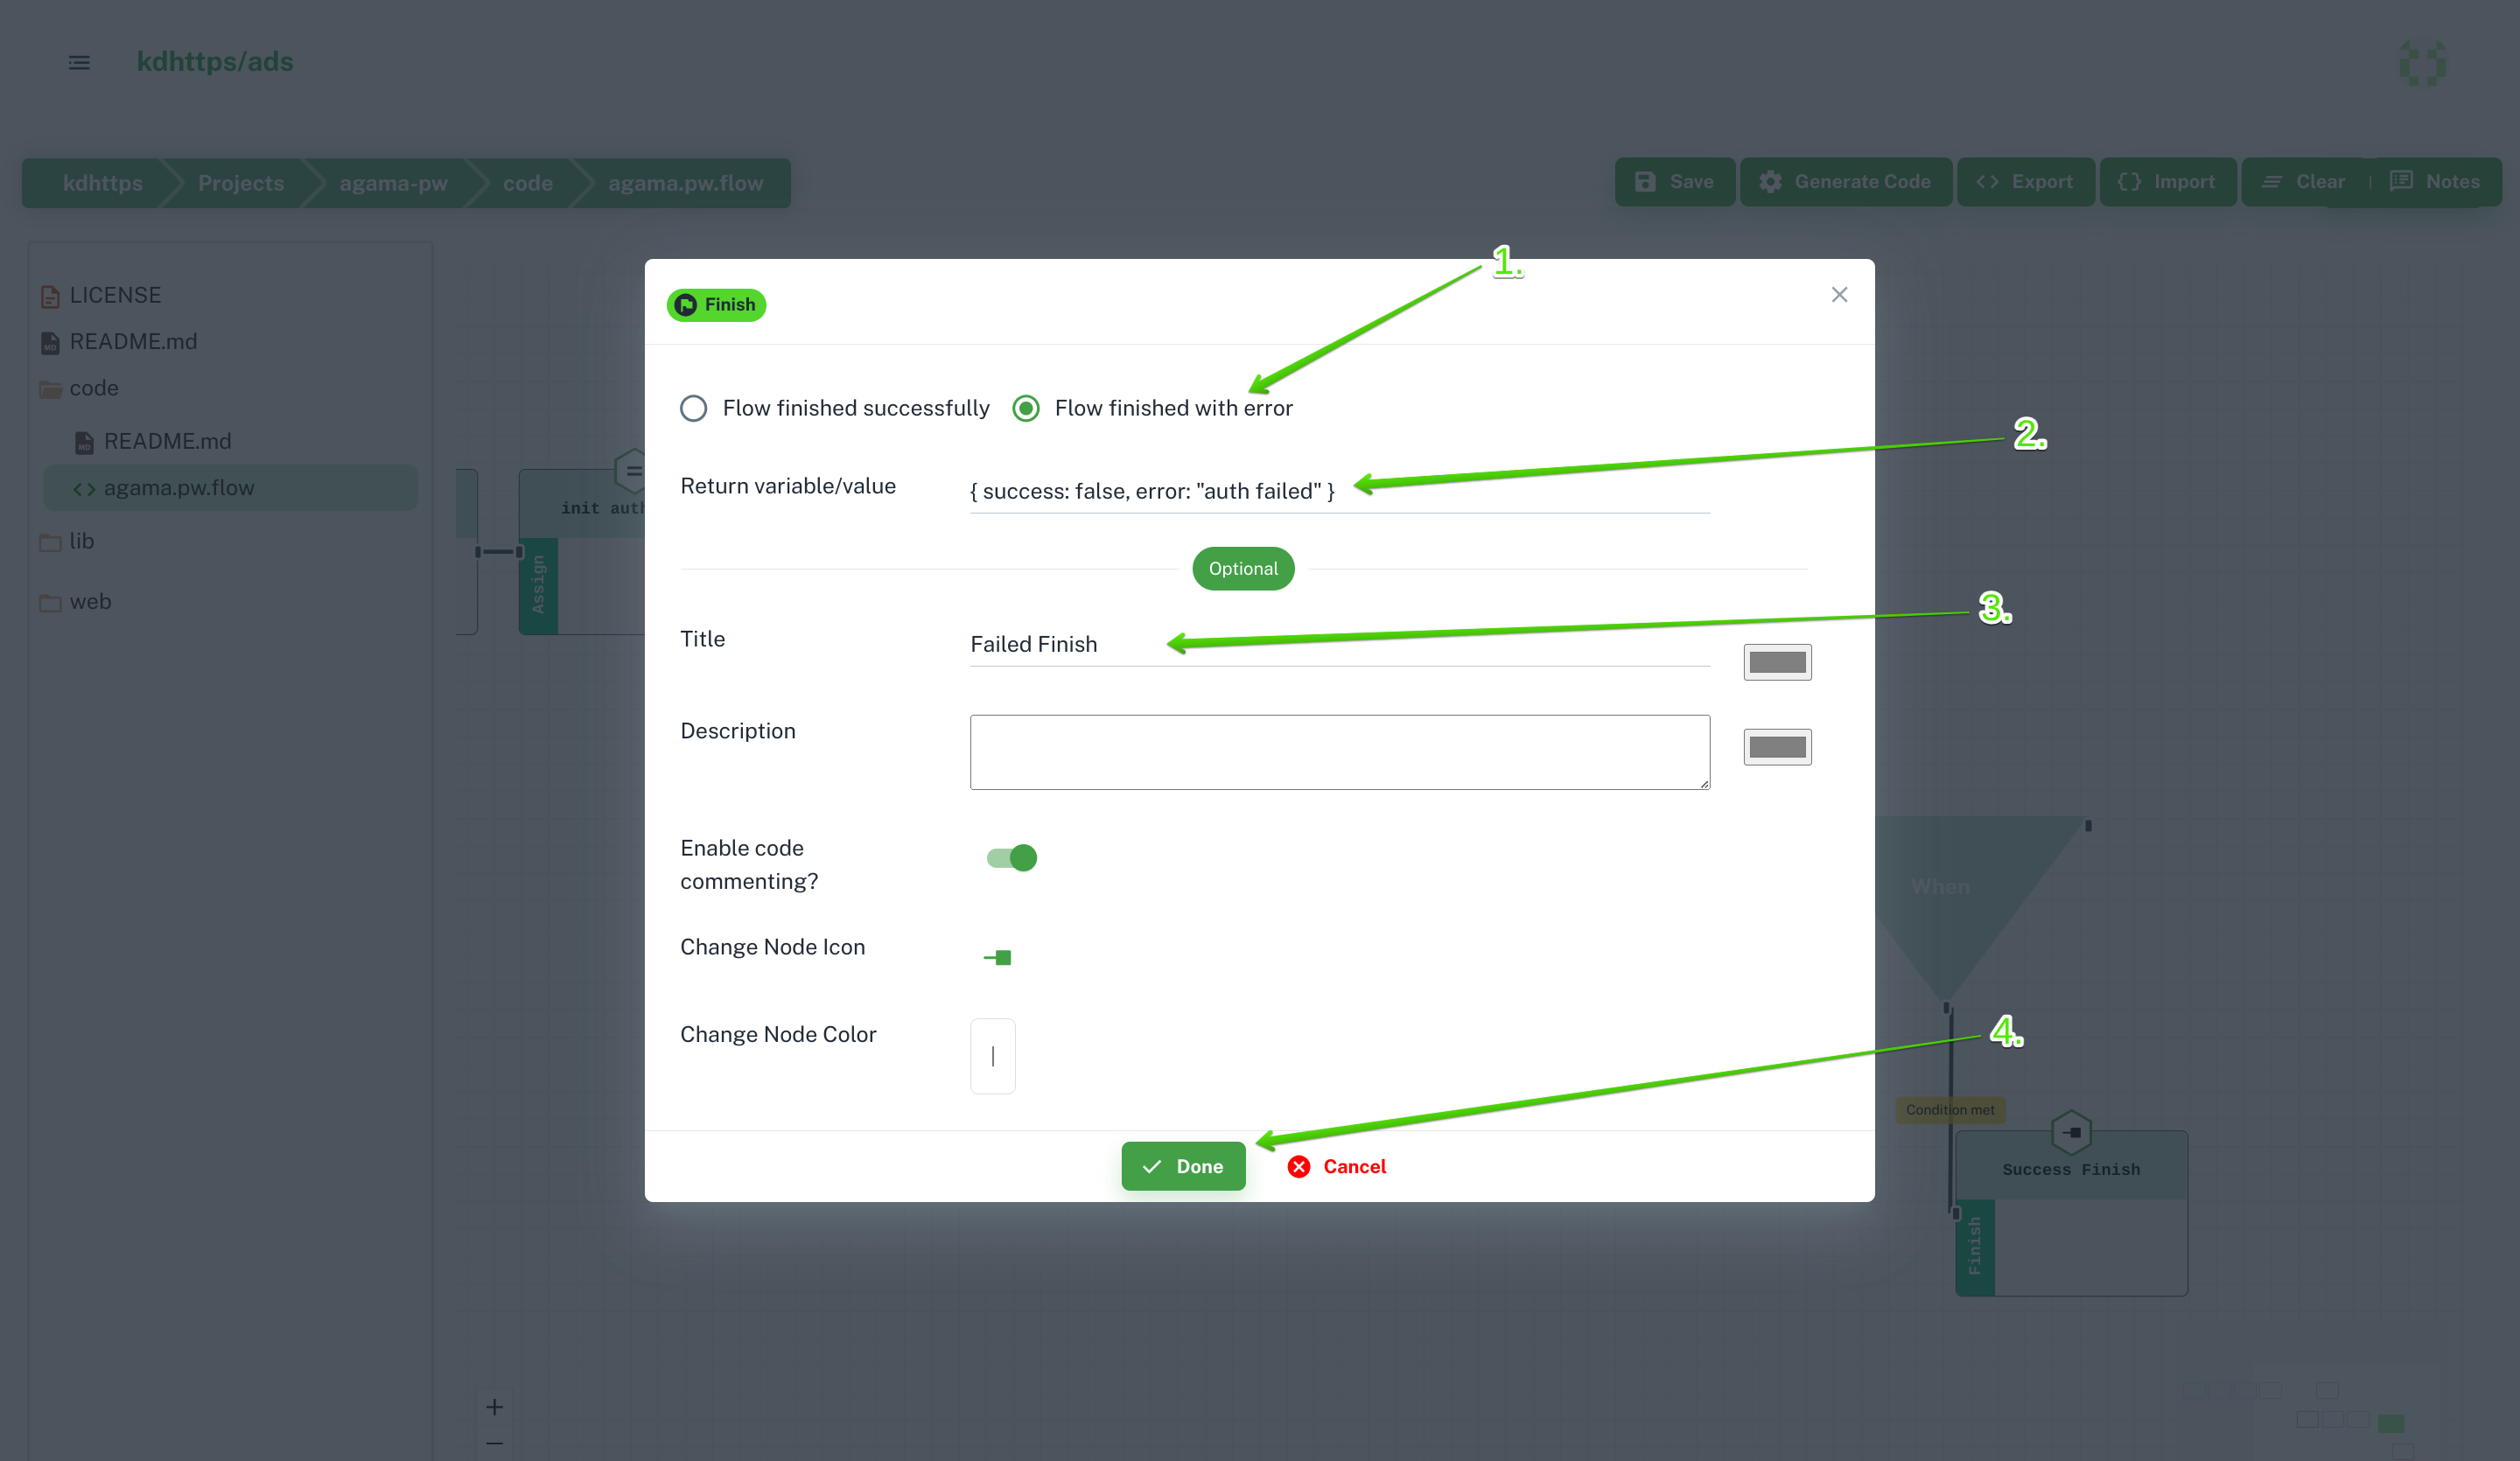 kdhttps/ads
kdhttps Projects agama-pw code agama.pw.flow
Save Generate Code Export Import Clear Notes
LICENSE
README.md
code
README.md
agama.pw.flow
lib
web
init auth
Assign
1.
Finish
Flow finished successfully Flow finished with error
2.
Return variable/value { success: false, error: "auth failed" }
Optional
3.
Title Failed Finish
Description
Enable code
commenting?
Change Node Icon
Change Node Color
4.
Done Cancel
When
Condition met
Success Finish
Finish